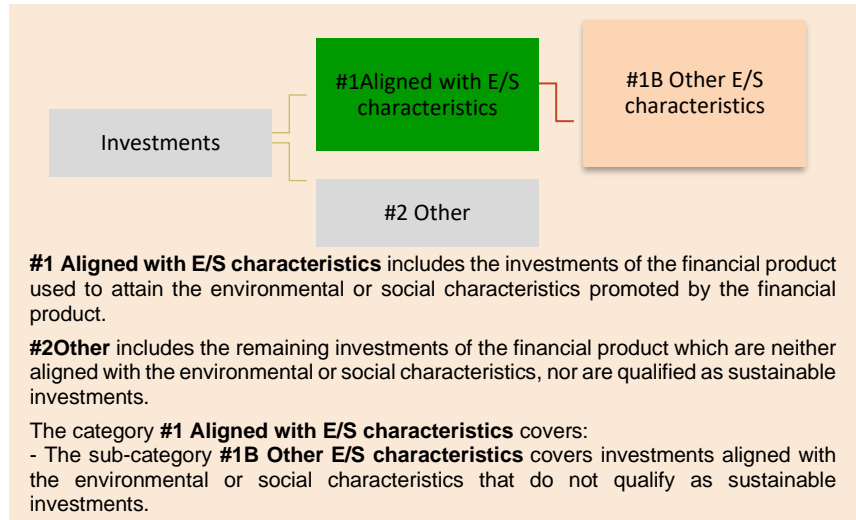 #1Aligned with E/S
characteristics
#1B Other E/S
characteristics
Investments
#2 Other
#1 Aligned with E/S characteristics includes the investments of the financial product
used to attain the environmental or social characteristics promoted by the financial
product.
#2Other includes the remaining investments of the financial product which are neither
aligned with the environmental or social characteristics, nor are qualified as sustainable
investments.
The category #1 Aligned with E/S characteristics covers:
- The sub-category #1B Other E/S characteristics covers investments aligned with
the environmental or social characteristics that do not qualify as sustainable
investments.